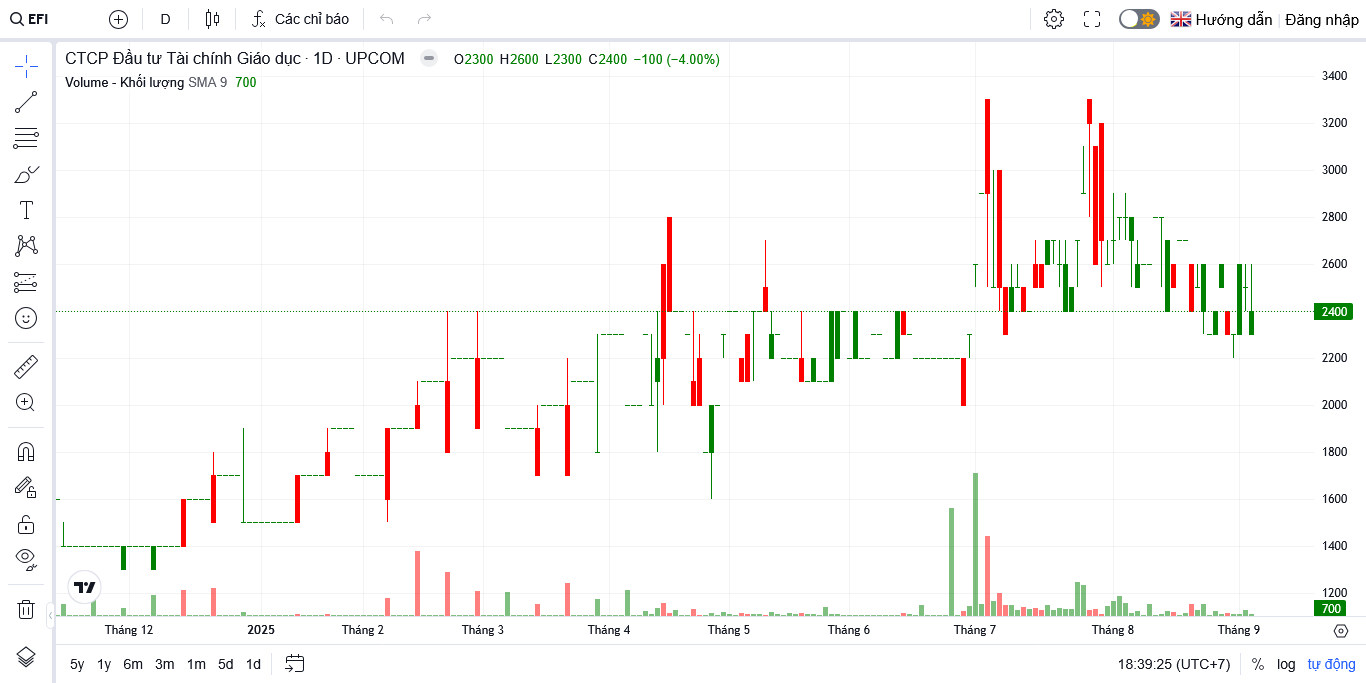 EFI D Các chỉ báo Hướng dẫn Đăng nhập
CTCP Đầu tư Tài chính Giáo dục · 1D · UPCOM O2300 H2600 L2300 C2400 −100 (−4.00%)
Volume - Khối lượng SMA 9 700
3400
3200
3000
2800
2600
2400
2200
2000
1800
1600
1400
1200
700
Tháng 12 2025 Tháng 2 Tháng 3 Tháng 4 Tháng 5 Tháng 6 Tháng 7 Tháng 8 Tháng 9
5y 1y 6m 3m 1m 5d 1d 18:39:25 (UTC+7) % log tự động